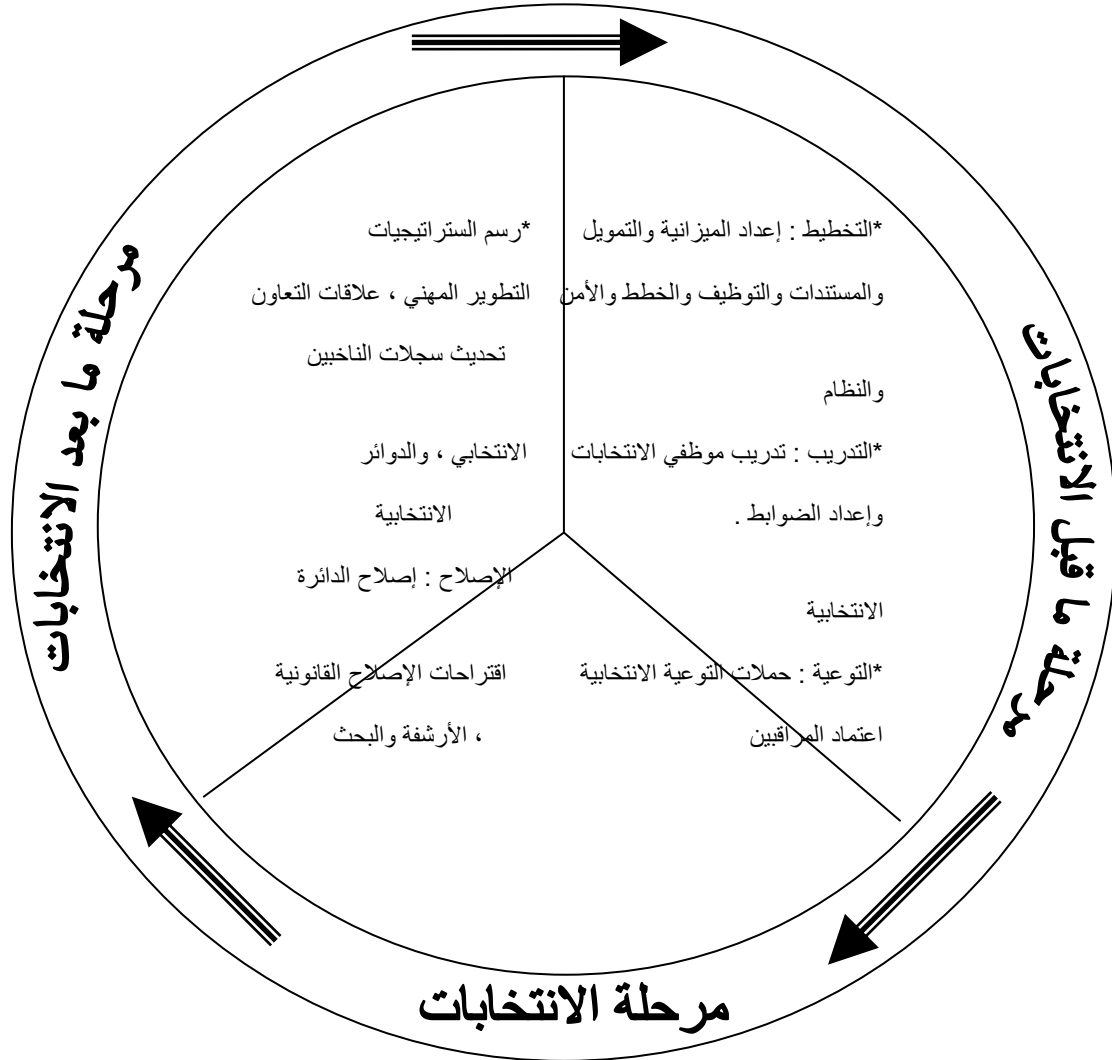 مرحلة ما قبل الانتخابات
*التخطيط : إعداد الميزانية والتمويل
والمستندات والتوظيف والخطط والأمن
والنظام
*التدريب : تدريب موظفي الانتخابات
وإعداد الضوابط .
الانتخابية
*التوعية : حملات التوعية الانتخابية
اعتماد المراقبين
مرحلة الانتخابات
مرحلة ما بعد الانتخابات
*رسم الستراتيجيات
التطوير المهني ، علاقات التعاون
تحديث سجلات الناخبين
الانتخابي ، والدوائر
الانتخابية
الإصلاح : إصلاح الدائرة
اقتراحات الإصلاح القانونية
، الأرشفة والبحث